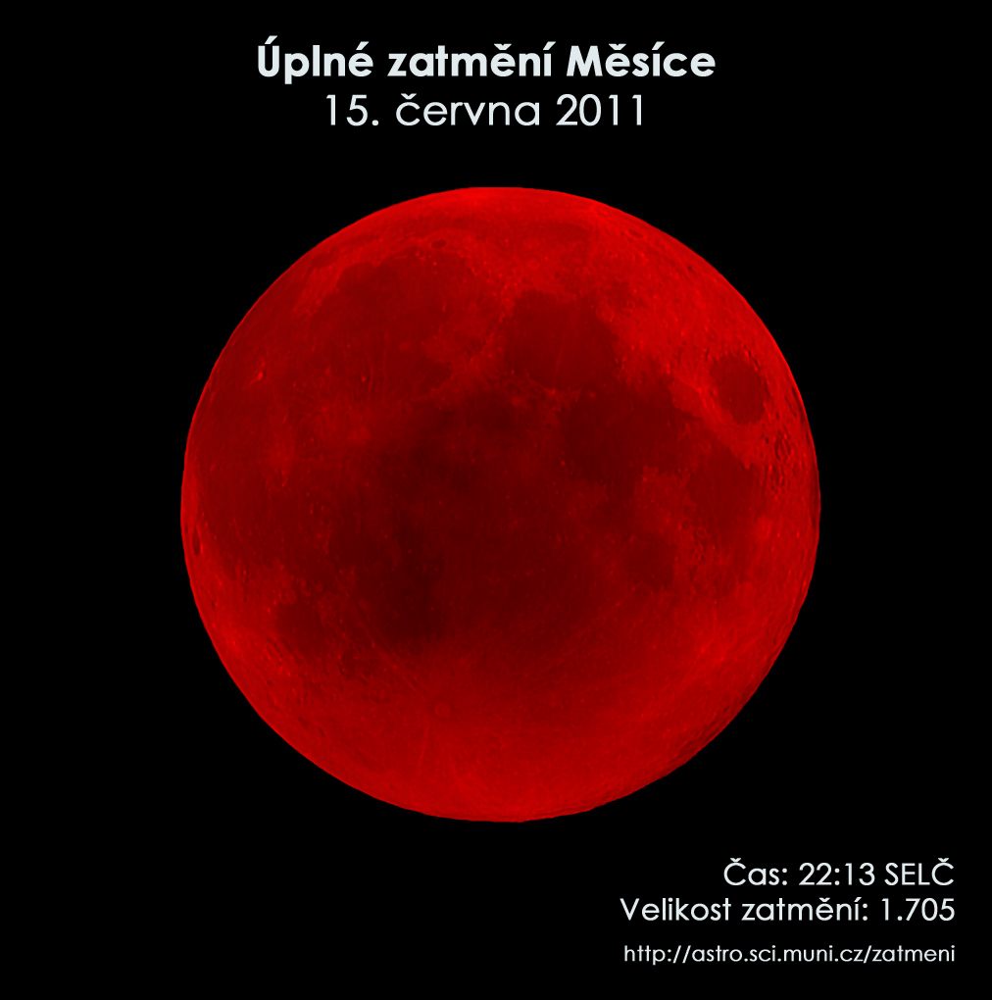 Úplné zatmění Měsíce
15. června 2011
Čas: 22:13 SELČ
Velikost zatmění: 1.705
http://astro.sci.muni.cz/zatmeni